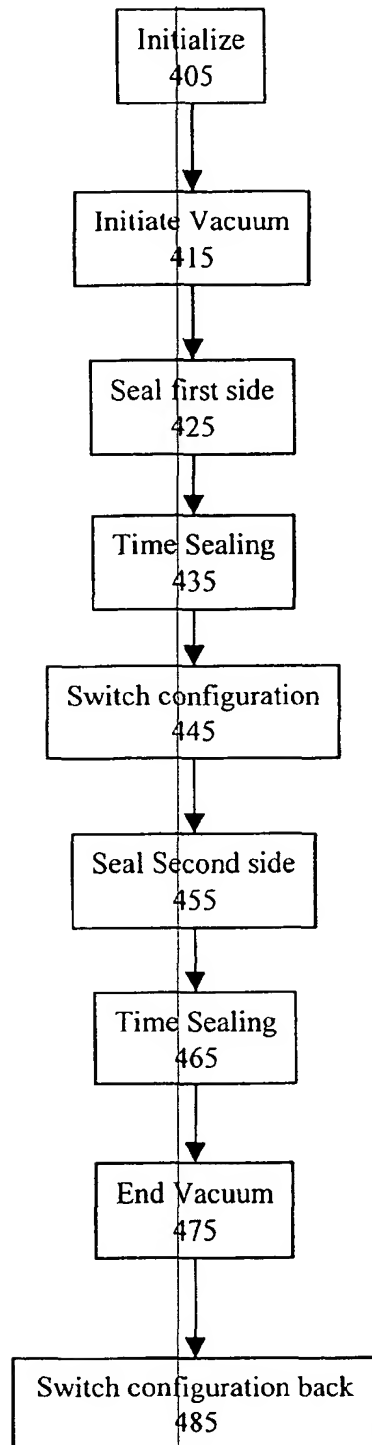 Initialize
405
Initiate Vacuum
415
Seal first side
425
Time Sealing
435
Switch configuration
445
Seal Second side
455
Time Sealing
465
End Vacuum
475
Switch configuration back
485